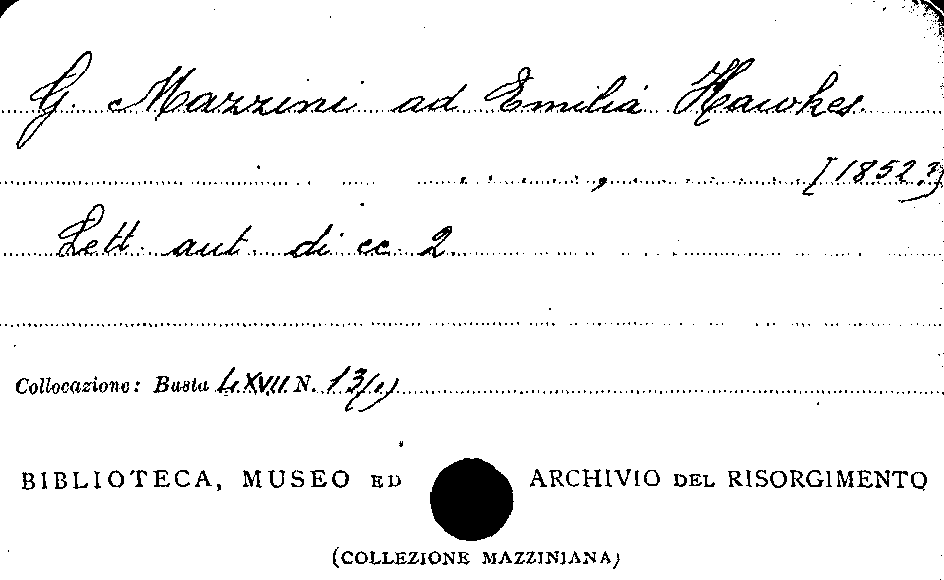 G. Mazzini ad Emilia Hawkes.
[1852?]
Lett. aut. di cc. 2.
Collocazione: Busta LXVII N. 13(1)
BIBLIOTECA, MUSEO ED ARCHIVIO DEL RISORGIMENTO
(COLLEZIONE MAZZINIANA)